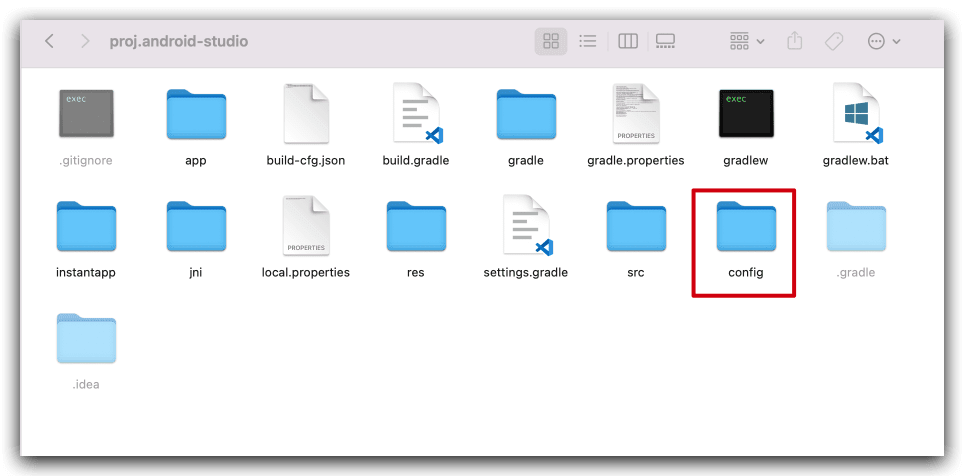 proj.android-studio
exec
exec
PROPERTIES
.gitignore
app
build-cfg.json
build.gradle
gradle
gradle.properties
gradlew
gradlew.bat
PROPERTIES
instantapp
jni
local.properties
res
settings.gradle
src
config
.gradle
.idea